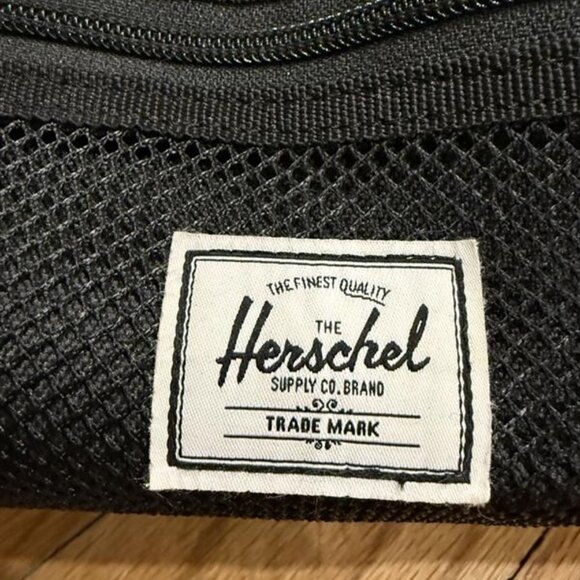 THE FINEST QUALITY
THE
Herschel
SUPPLY CO. BRAND
TRADE MARK